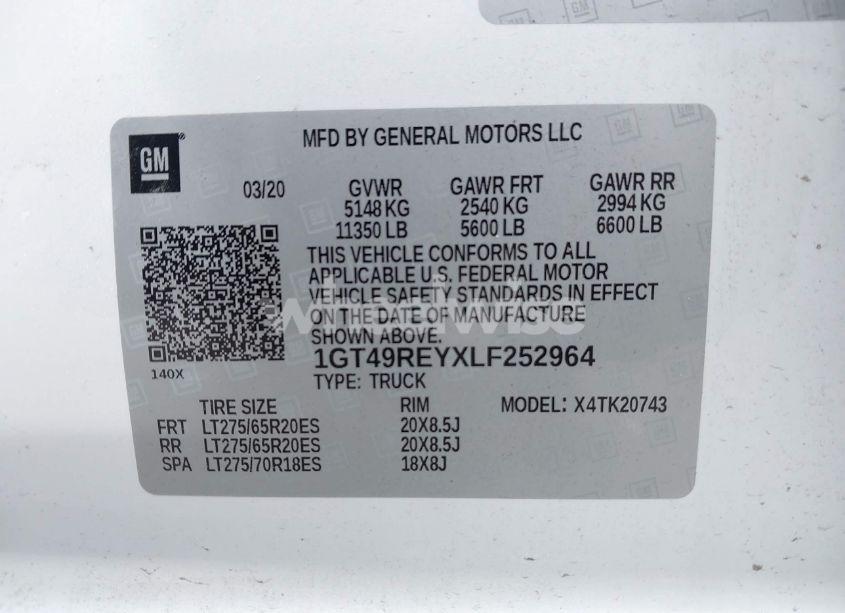 GM
MFD BY GENERAL MOTORS LLC
03/20 GVWR GAWR FRT GAWR RR
5148 KG 2540 KG 2994 KG
11350 LB 5600 LB 6600 LB
THIS VEHICLE CONFORMS TO ALL
APPLICABLE U.S. FEDERAL MOTOR
VEHICLE SAFETY STANDARDS IN EFFECT
ON THE DATE OF MANUFACTURE
SHOWN ABOVE.
wheelwise
1GT49REYXLF252964
140X
TYPE: TRUCK
TIRE SIZE RIM MODEL: X4TK20743
FRT LT275/65R20ES 20X8.5J
RR LT275/65R20ES 20X8.5J
SPA LT275/70R18ES 18X8J